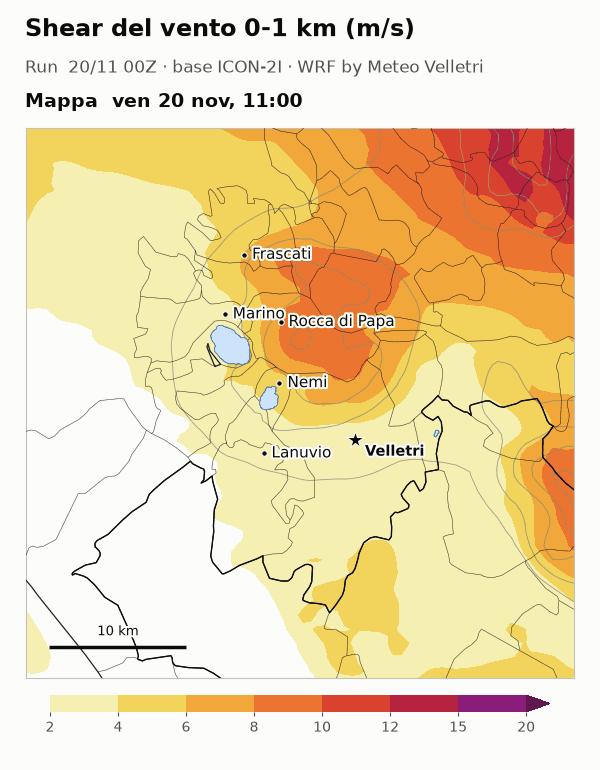 Shear del vento 0-1 km (m/s)
Run  20/11 00Z · base ICON-2I · WRF by Meteo Velletri
Mappa  ven 20 nov, 11:00
Frascati
Marino
Rocca di Papa
Nemi
Velletri
Lanuvio
10 km
2 4 6 8 10 12 15 20